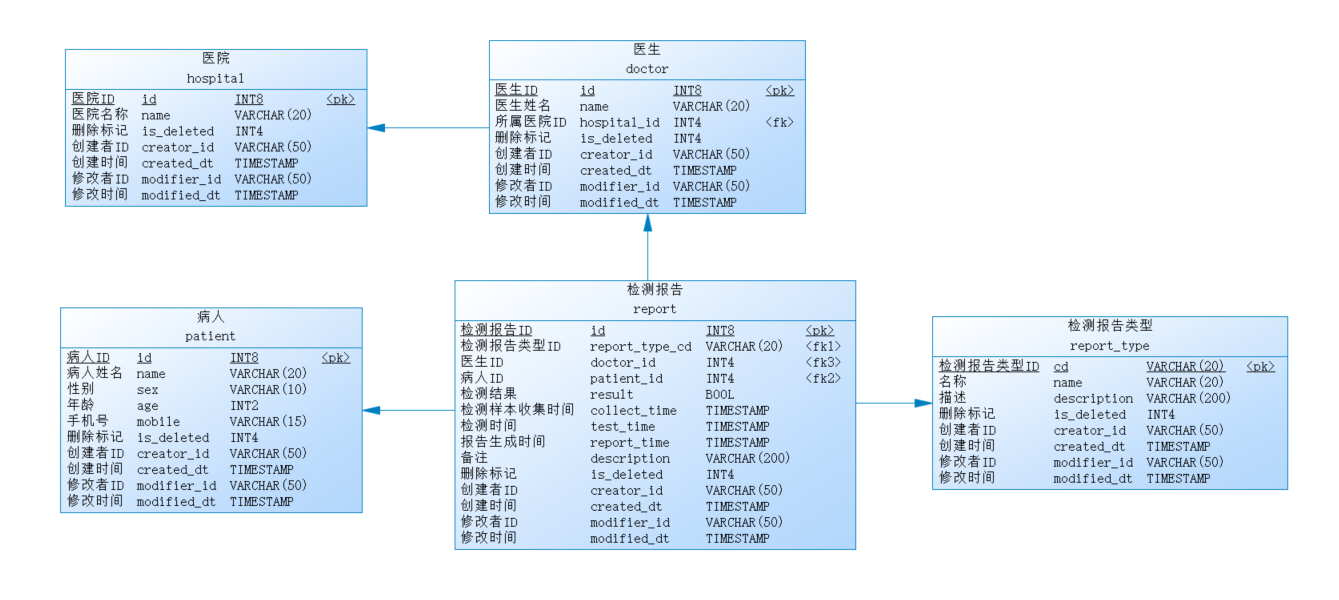 医院
hospital
医院ID id INT8 <pk>
医院名称 name VARCHAR(20)
删除标记 is_deleted INT4
创建者ID creator_id VARCHAR(50)
创建时间 created_dt TIMESTAMP
修改者ID modifier_id VARCHAR(50)
修改时间 modified_dt TIMESTAMP
医生
doctor
医生ID id INT8 <pk>
医生姓名 name VARCHAR(20)
所属医院ID hospital_id INT4 <fk>
删除标记 is_deleted INT4
创建者ID creator_id VARCHAR(50)
创建时间 created_dt TIMESTAMP
修改者ID modifier_id VARCHAR(50)
修改时间 modified_dt TIMESTAMP
病人
patient
病人ID id INT8 <pk>
病人姓名 name VARCHAR(20)
性别 sex VARCHAR(10)
年龄 age INT2
手机号 mobile VARCHAR(15)
删除标记 is_deleted INT4
创建者ID creator_id VARCHAR(50)
创建时间 created_dt TIMESTAMP
修改者ID modifier_id VARCHAR(50)
修改时间 modified_dt TIMESTAMP
检测报告
report
检测报告ID id INT8 <pk>
检测报告类型ID report_type_cd VARCHAR(20) <fk1>
医生ID doctor_id INT4 <fk3>
病人ID patient_id INT4 <fk2>
检测结果 result BOOL
检测样本收集时间 collect_time TIMESTAMP
检测时间 test_time TIMESTAMP
报告生成时间 report_time TIMESTAMP
备注 description VARCHAR(200)
删除标记 is_deleted INT4
创建者ID creator_id VARCHAR(50)
创建时间 created_dt TIMESTAMP
修改者ID modifier_id VARCHAR(50)
修改时间 modified_dt TIMESTAMP
检测报告类型
report_type
检测报告类型ID cd VARCHAR(20) <pk>
名称 name VARCHAR(20)
描述 description VARCHAR(200)
删除标记 is_deleted INT4
创建者ID creator_id VARCHAR(50)
创建时间 created_dt TIMESTAMP
修改者ID modifier_id VARCHAR(50)
修改时间 modified_dt TIMESTAMP